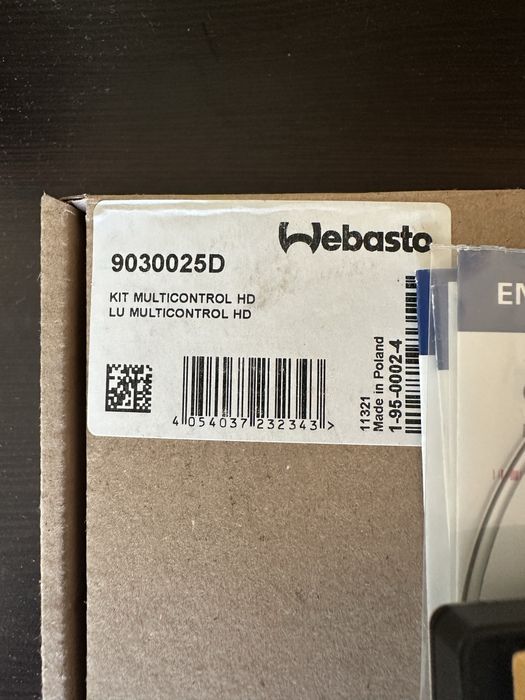 Webasto
9030025D
KIT MULTICONTROL HD
LU MULTICONTROL HD
4 054037 232343 >
11321
Made in Poland
1-95-0002-4
EN